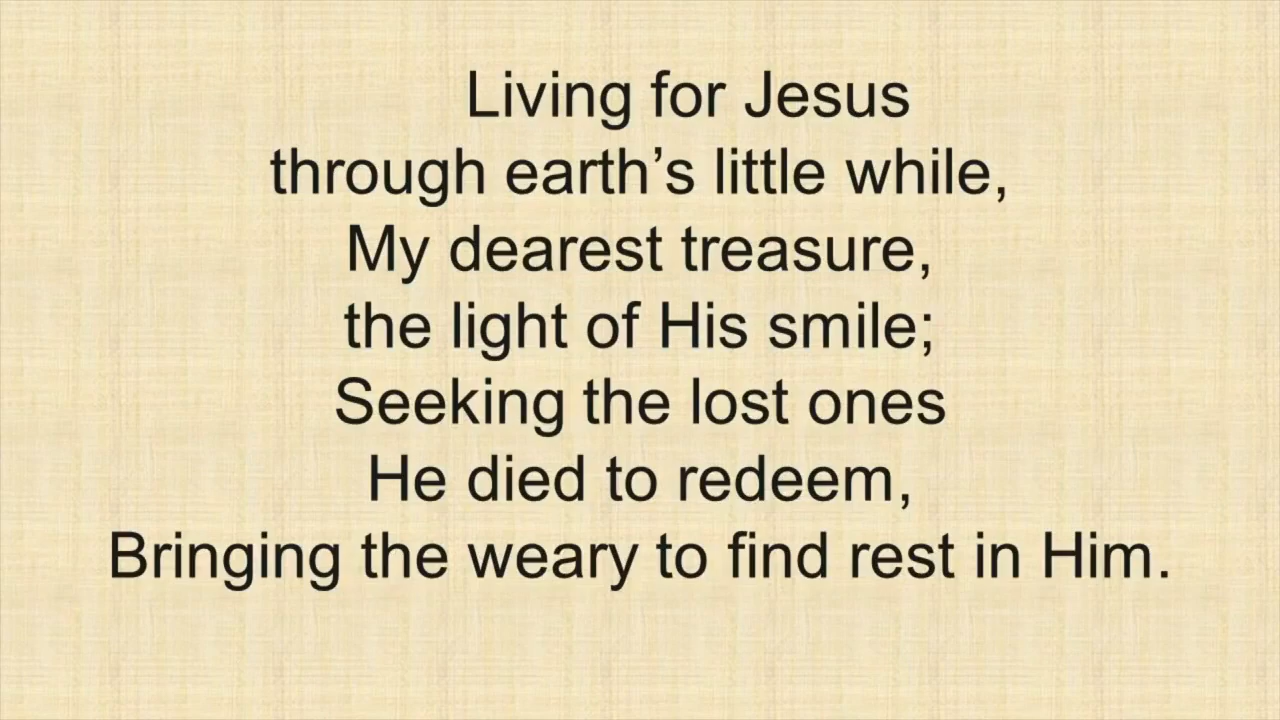 Living for Jesus
through earth’s little while,
My dearest treasure,
the light of His smile;
Seeking the lost ones
He died to redeem,
Bringing the weary to find rest in Him.